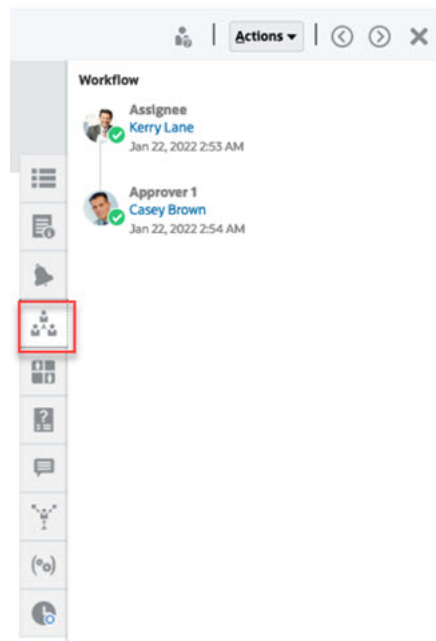 Actions
Workflow
Assignee
Kerry Lane
Jan 22, 2022 2:53 AM
Approver 1
Casey Brown
Jan 22, 2022 2:54 AM